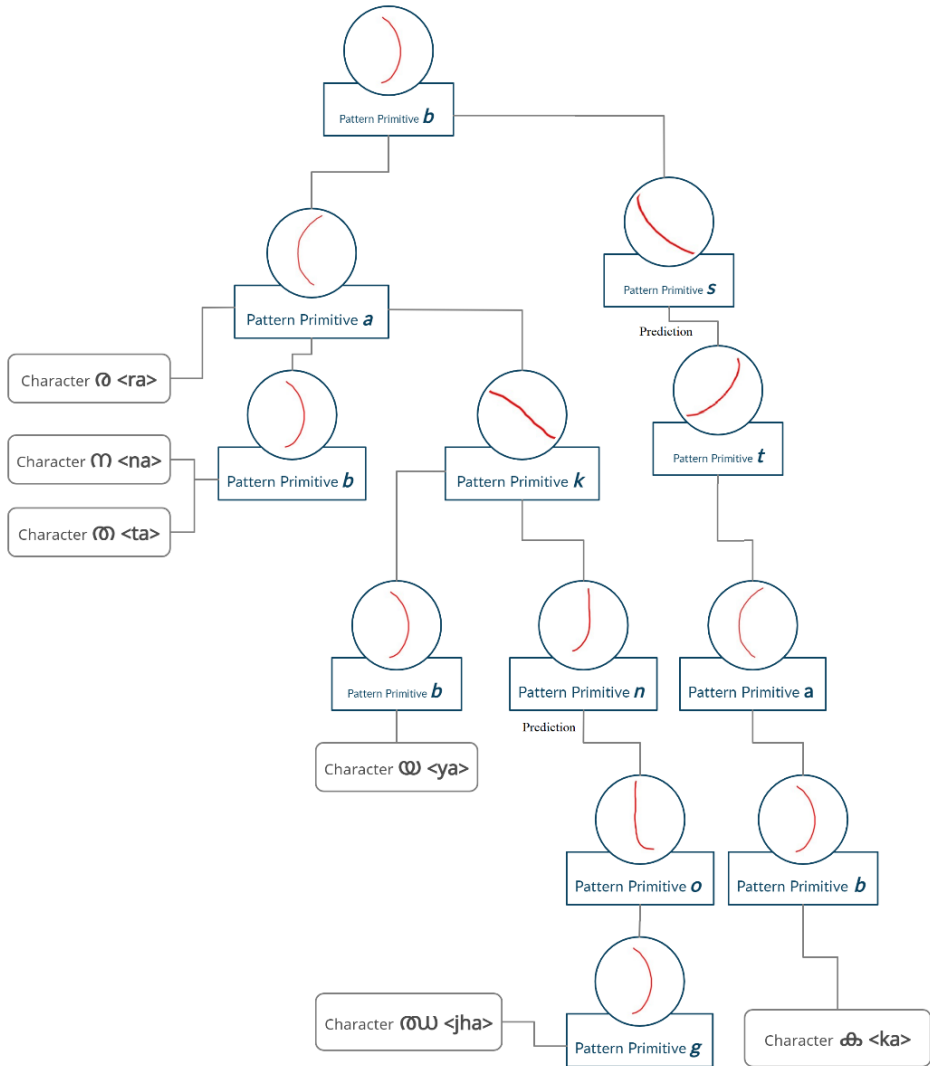 Pattern Primitive b
Pattern Primitive s
Prediction
Pattern Primitive a
Character ര <ra>
Pattern Primitive t
Character ന <na>
Pattern Primitive b
Pattern Primitive k
Character ത <ta>
Pattern Primitive b
Pattern Primitive n
Pattern Primitive a
Prediction
Character യ <ya>
Pattern Primitive o
Pattern Primitive b
Character ഝ <jha>
Pattern Primitive g
Character ക <ka>